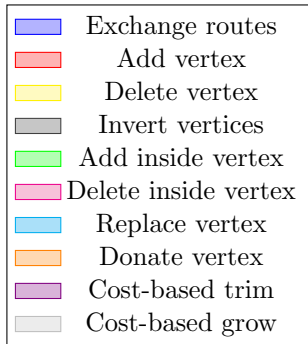 Exchange routes
Add vertex
Delete vertex
Invert vertices
Add inside vertex
Delete inside vertex
Replace vertex
Donate vertex
Cost-based trim
Cost-based grow